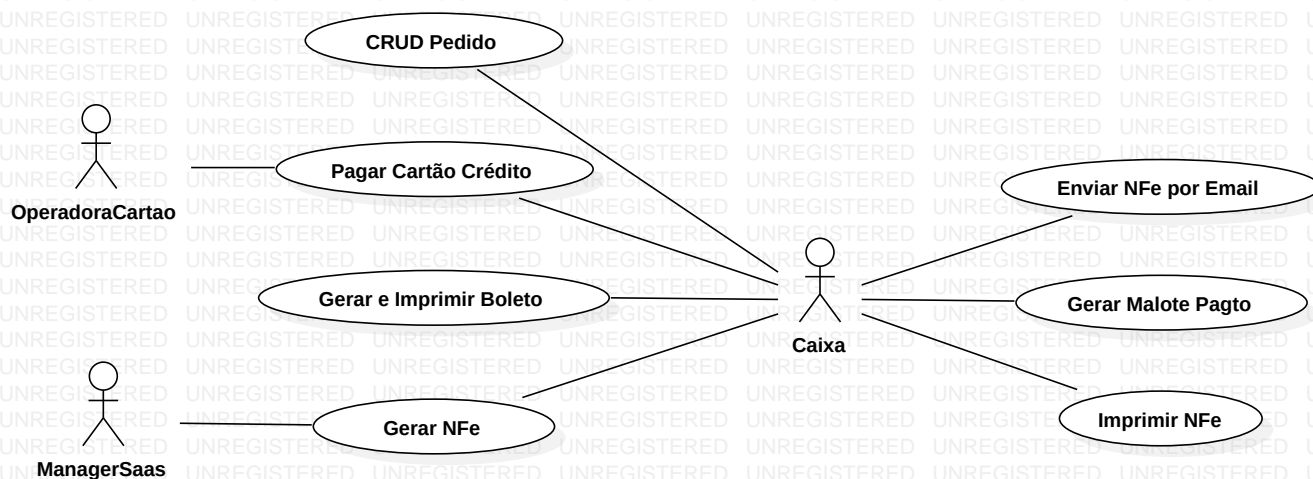 CRUD Pedido
Pagar Cartão Crédito
OperadoraCartao
Enviar NFe por Email
Gerar e Imprimir Boleto
Gerar Malote Pagto
Caixa
Gerar NFe
Imprimir NFe
ManagerSaas
UNREGISTERED